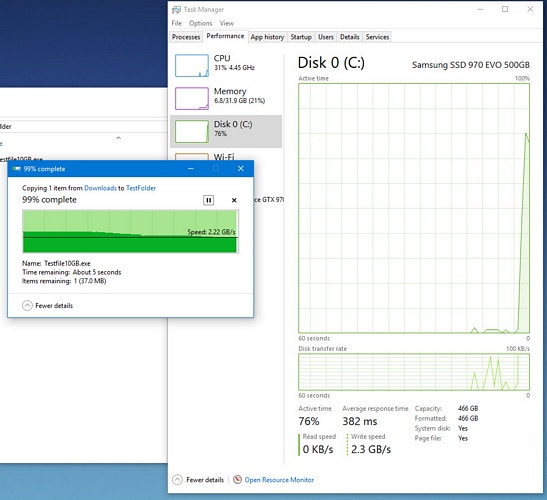 Task Manager
File Options View
Processes Performance App history Startup Users Details Services
CPU
31% 4.45 GHz
Memory
6.8/31.9 GB (21%)
Disk 0 (C:)
76%
Wi-Fi
Disk 0 (C:)
Samsung SSD 970 EVO 500GB
Active time 100%
60 seconds 0
Disk transfer rate 100 KB/s
60 seconds 0
Active time
76%
Average response time
382 ms
Read speed
0 KB/s
Write speed
2.3 GB/s
Capacity: 466 GB
Formatted: 466 GB
System disk: Yes
Page file: Yes
Fewer details Open Resource Monitor
99% complete
Copying 1 item from Downloads to TestFolder
99% complete
Speed: 2.22 GB/s
Name: Testfile10GB.exe
Time remaining: About 5 seconds
Items remaining: 1 (37.0 MB)
Fewer details